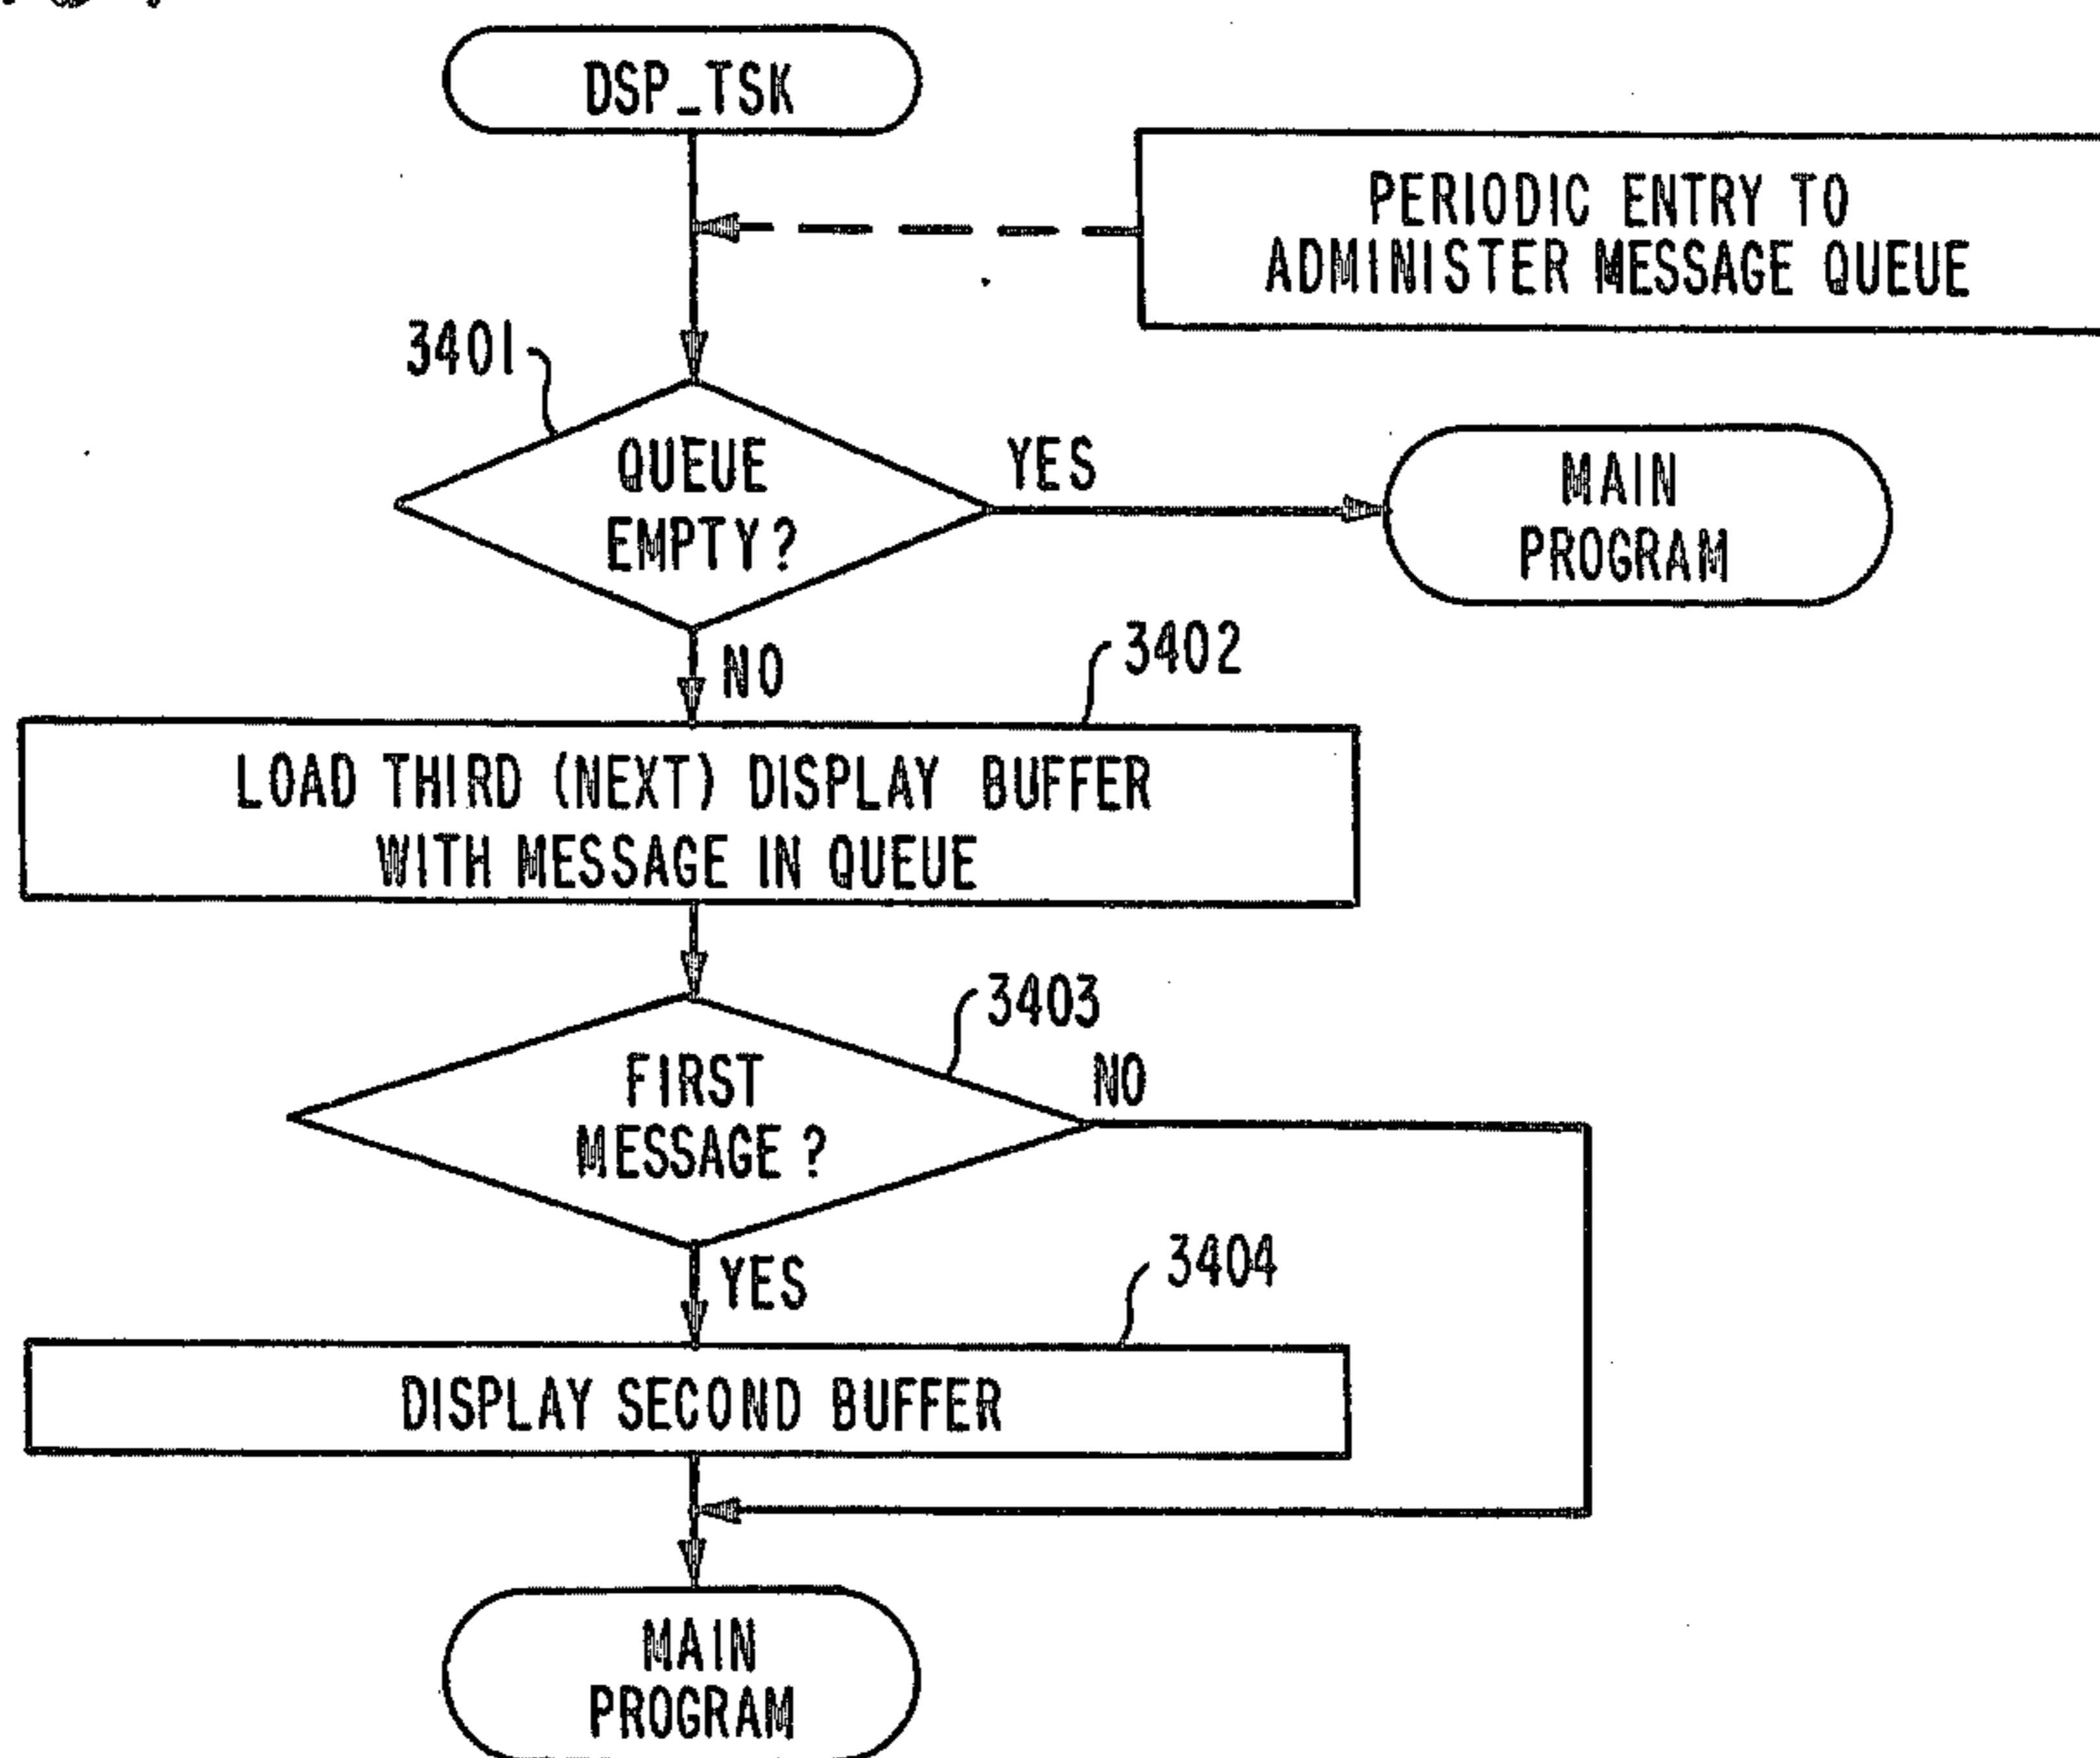 DSP_TSK
PERIODIC ENTRY TO
ADMINISTER MESSAGE QUEUE
3401
QUEUE
EMPTY?
YES
MAIN
PROGRAM
NO
3402
LOAD THIRD (NEXT) DISPLAY BUFFER
WITH MESSAGE IN QUEUE
3403
FIRST
MESSAGE ?
NO
YES
3404
DISPLAY SECOND BUFFER
MAIN
PROGRAM